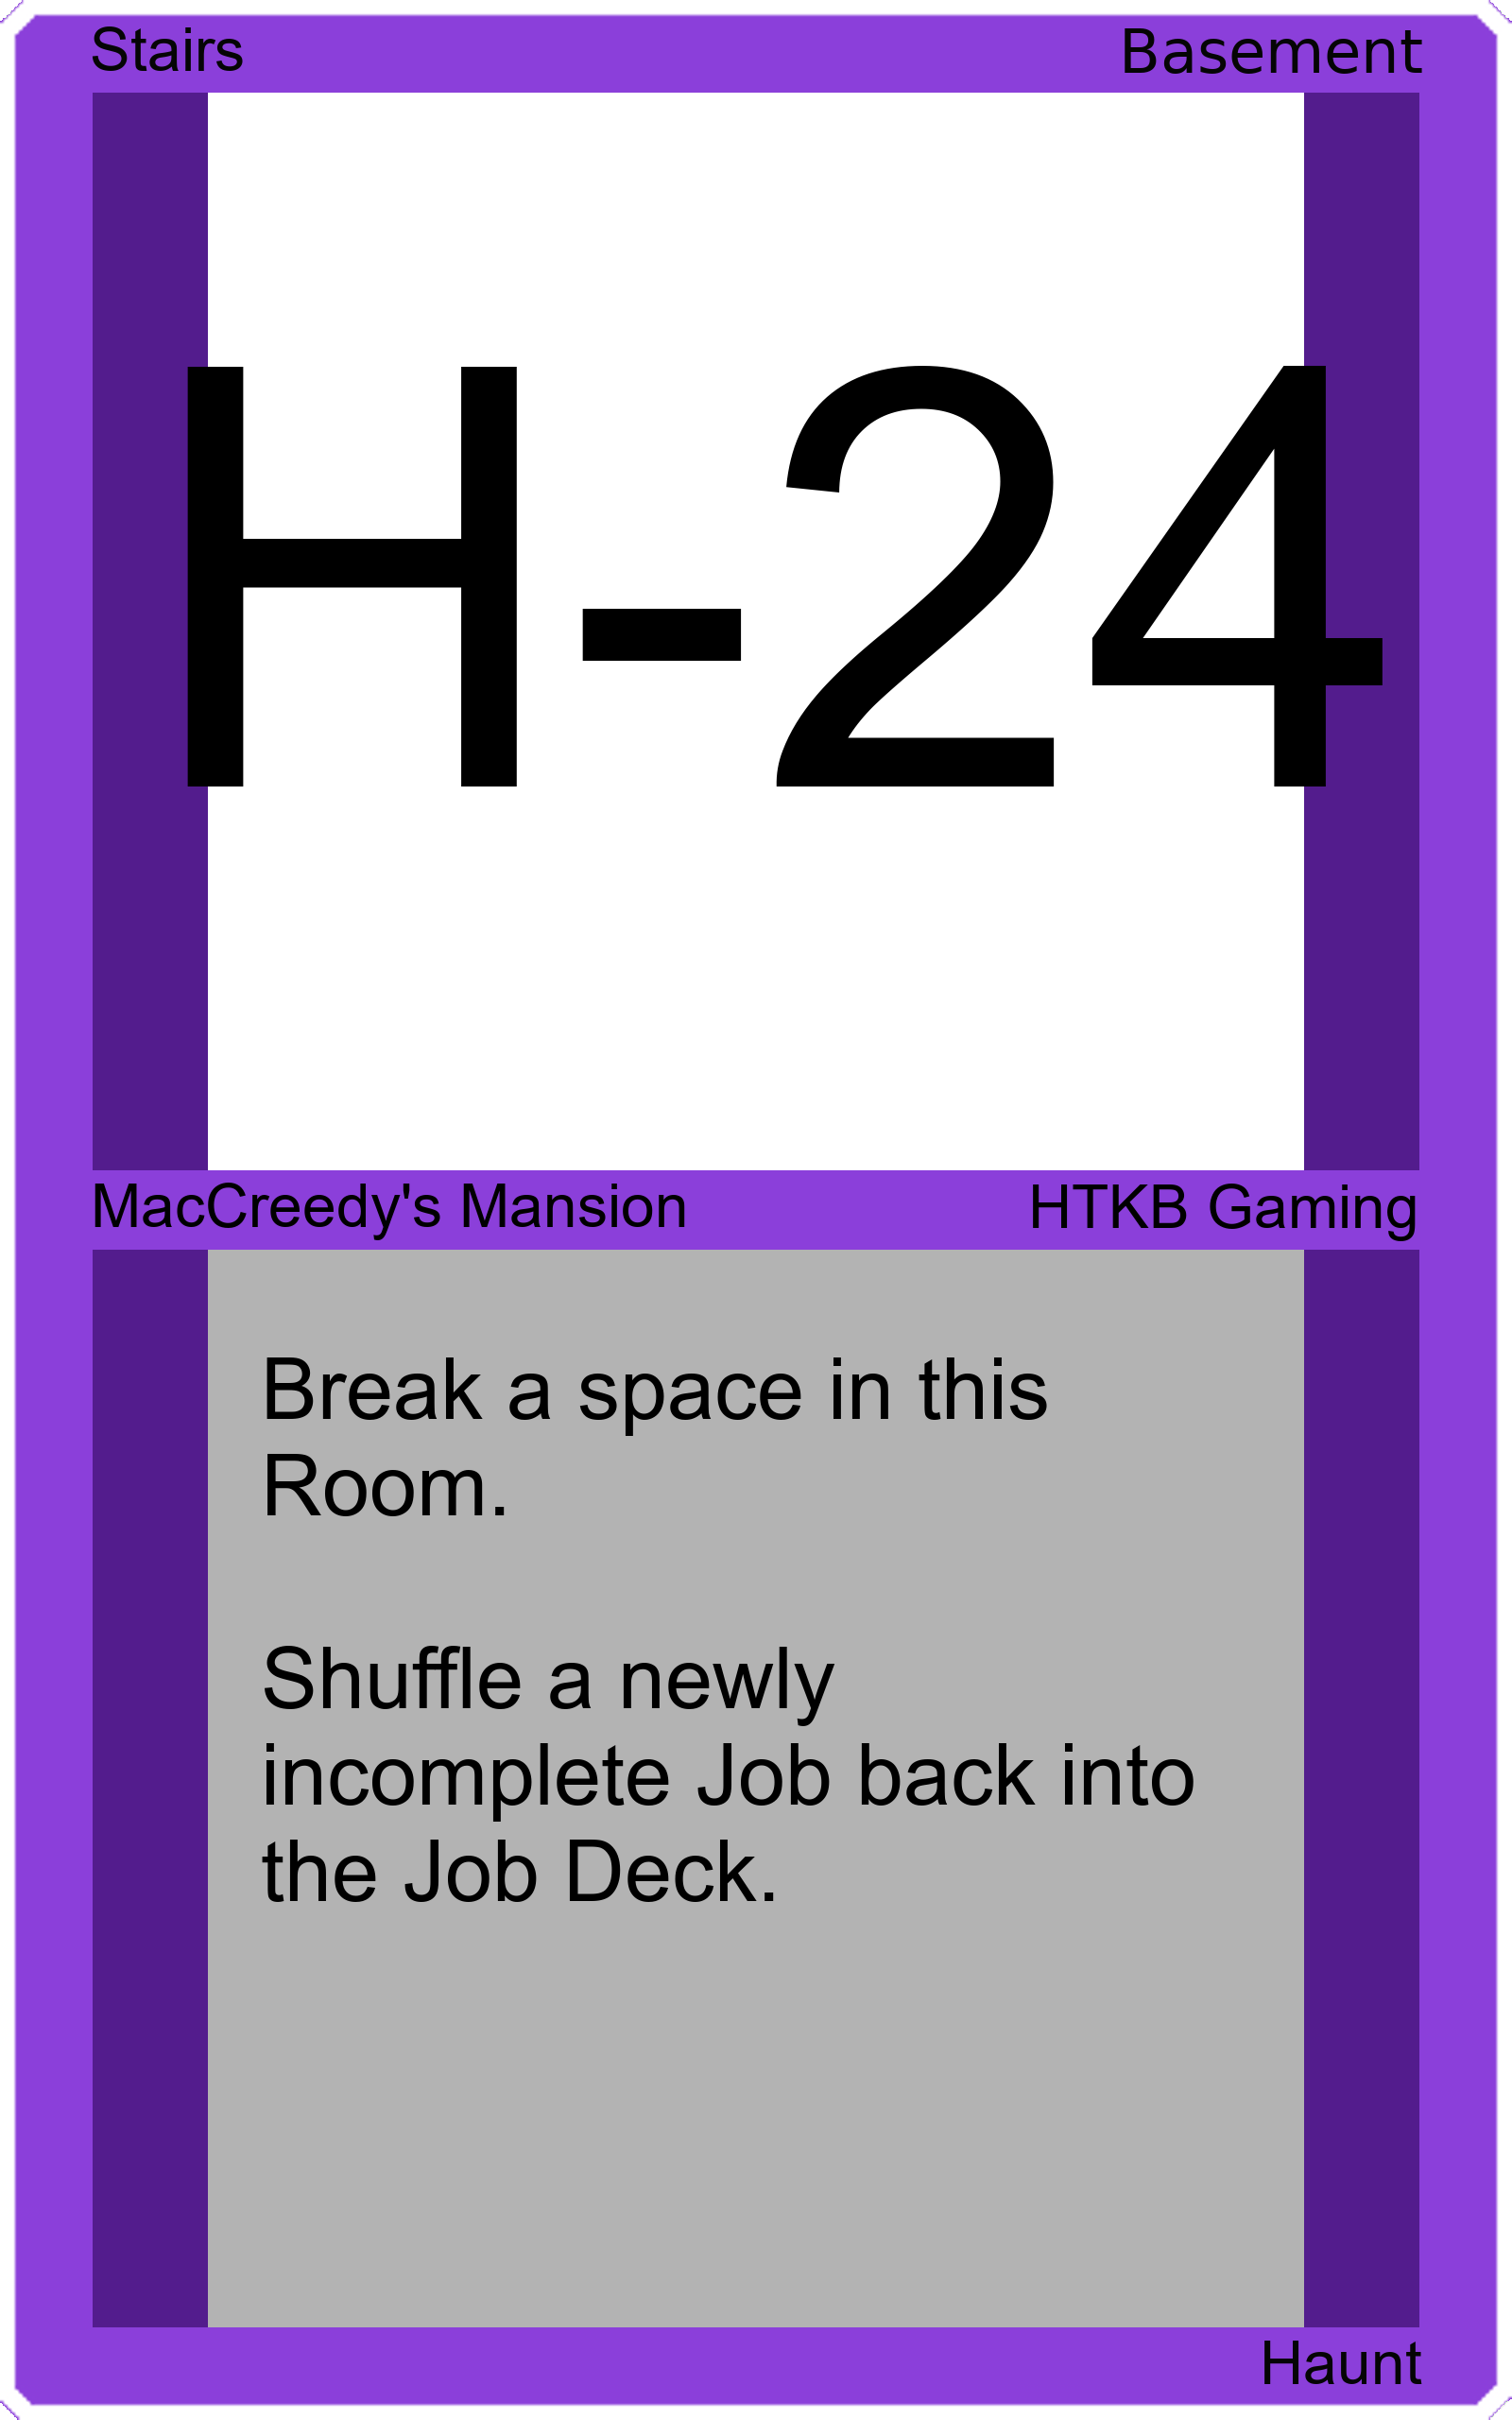 Stairs
Basement
H-24
MacCreedy's Mansion
HTKB Gaming
Break a space in this
Room.
Shuffle a newly
incomplete Job back into
the Job Deck.
Haunt